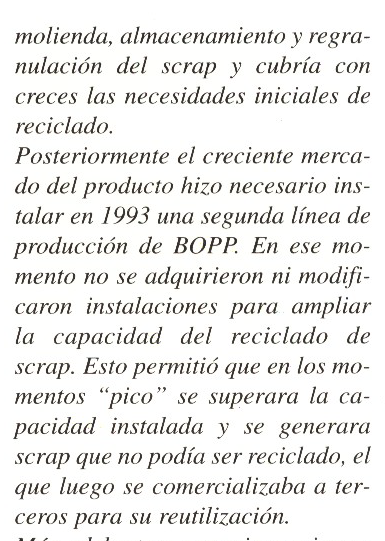 molienda, almacenamiento y regra-
nulación del scrap y cubría con
creces las necesidades iniciales de
reciclado.
Posteriormente el creciente merca-
do del producto hizo necesario ins-
talar en 1993 una segunda línea de
producción de BOPP. En ese mo-
mento no se adquirieron ni modifi-
caron instalaciones para ampliar
la capacidad del reciclado de
scrap. Esto permitió que en los mo-
mentos “pico” se superara la ca-
pacidad instalada y se generara
scrap que no podía ser reciclado, el
que luego se comercializaba a ter-
ceros para su reutilización.